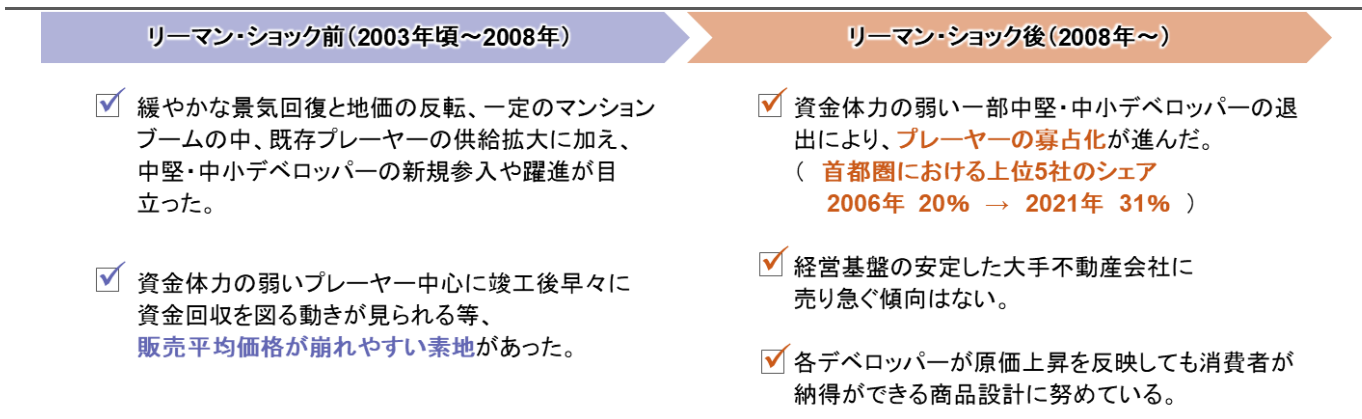 リーマン・ショック前(2003年頃～2008年)
緩やかな景気回復と地価の反転、一定のマンション
ブームの中、既存プレーヤーの供給拡大に加え、
中堅・中小デベロッパーの新規参入や躍進が目
立った。
資金体力の弱いプレーヤー中心に竣工後早々に
資金回収を図る動きが見られる等、
販売平均価格が崩れやすい素地があった。
リーマン・ショック後(2008年～)
資金体力の弱い一部中堅・中小デベロッパーの退
出により、プレーヤーの寡占化が進んだ。
( 首都圏における上位5社のシェア
2006年 20% → 2021年 31% )
経営基盤の安定した大手不動産会社に
売り急ぐ傾向はない。
各デベロッパーが原価上昇を反映しても消費者が
納得ができる商品設計に努めている。